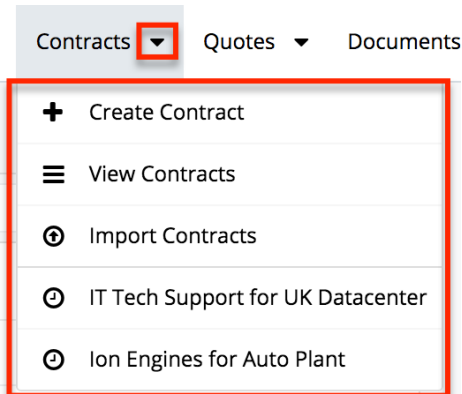 Contracts Quotes Documents
Create Contract
View Contracts
Import Contracts
IT Tech Support for UK Datacenter
Ion Engines for Auto Plant